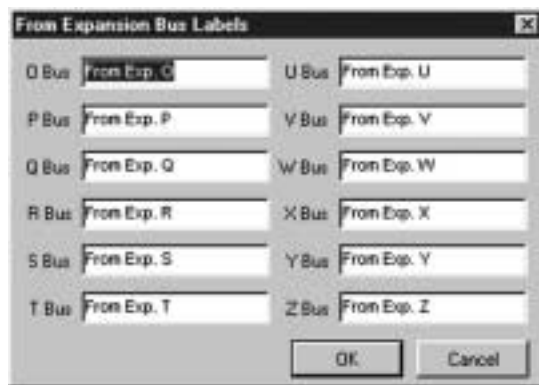 From Expansion Bus Labels
O Bus From Exp. O U Bus From Exp. U
P Bus From Exp. P V Bus From Exp. V
Q Bus From Exp. Q W Bus From Exp. W
R Bus From Exp. R X Bus From Exp. X
S Bus From Exp. S Y Bus From Exp. Y
T Bus From Exp. T Z Bus From Exp. Z
OK Cancel